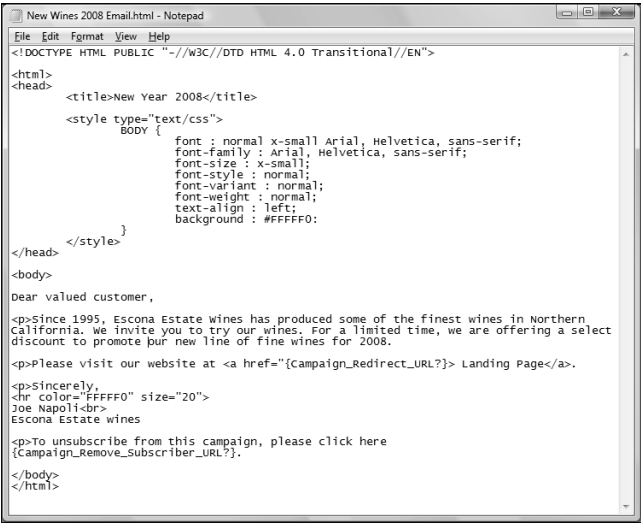 New Wines 2008 Email.html - Notepad
File Edit Format View Help
<!DOCTYPE HTML PUBLIC "-//W3C//DTD HTML 4.0 Transitional//EN">
<html>
<head>
<title>New Year 2008</title>
<style type="text/css">
BODY {
font : normal x-small Arial, Helvetica, sans-serif;
font-family : Arial, Helvetica, sans-serif;
font-size : x-small;
font-style : normal;
font-variant : normal;
font-weight : normal;
text-align : left;
background : #FFFFF0:
}
</style>
</head>
<body>
Dear valued customer,
<p>Since 1995, Escona Estate Wines has produced some of the finest wines in Northern
California. We invite you to try our wines. For a limited time, we are offering a select
discount to promote our new line of fine wines for 2008.
<p>Please visit our website at <a href="{Campaign_Redirect_URL?}> Landing Page</a>.
<p>Sincerely,
<hr color="FFFFF0" size="20">
Joe Napoli<br>
Escona Estate wines
<p>To unsubscribe from this campaign, please click here
{Campaign_Remove_Subscriber_URL?}.
</body>
</html>